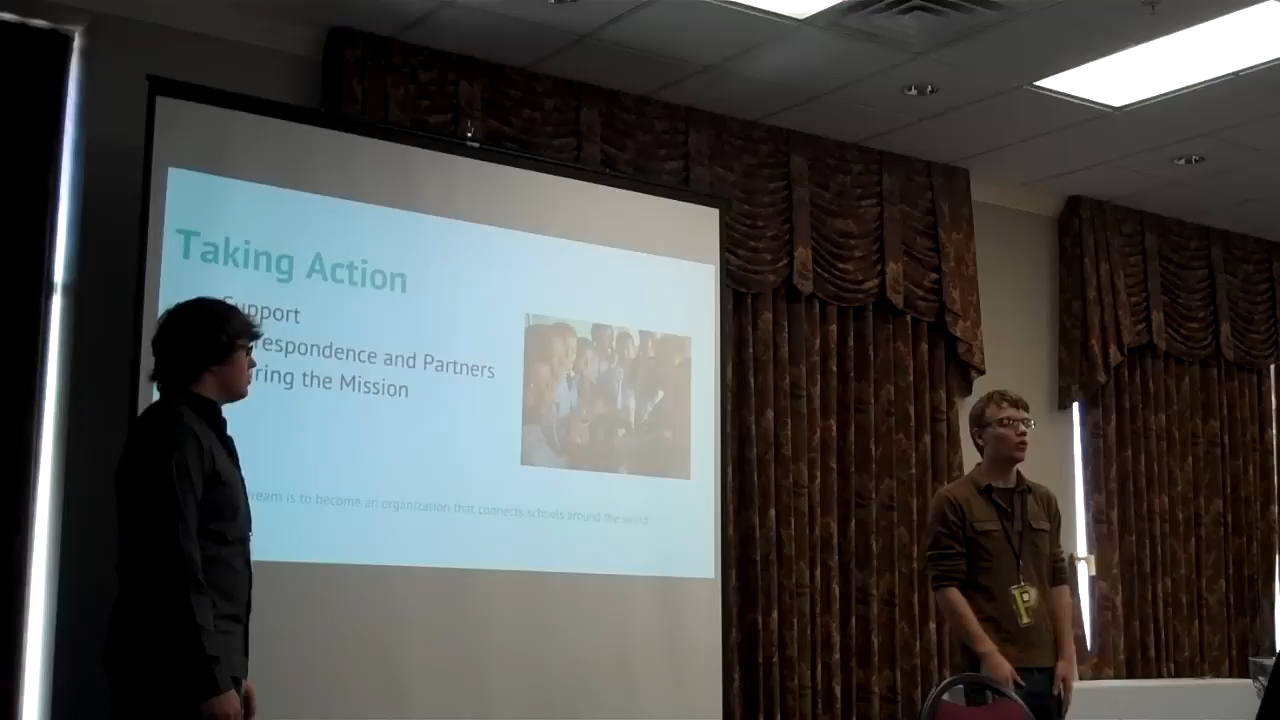 Taking Action
Support
respondence and Partners
ring the Mission
ream is to become an organization that connects schools around the world
P